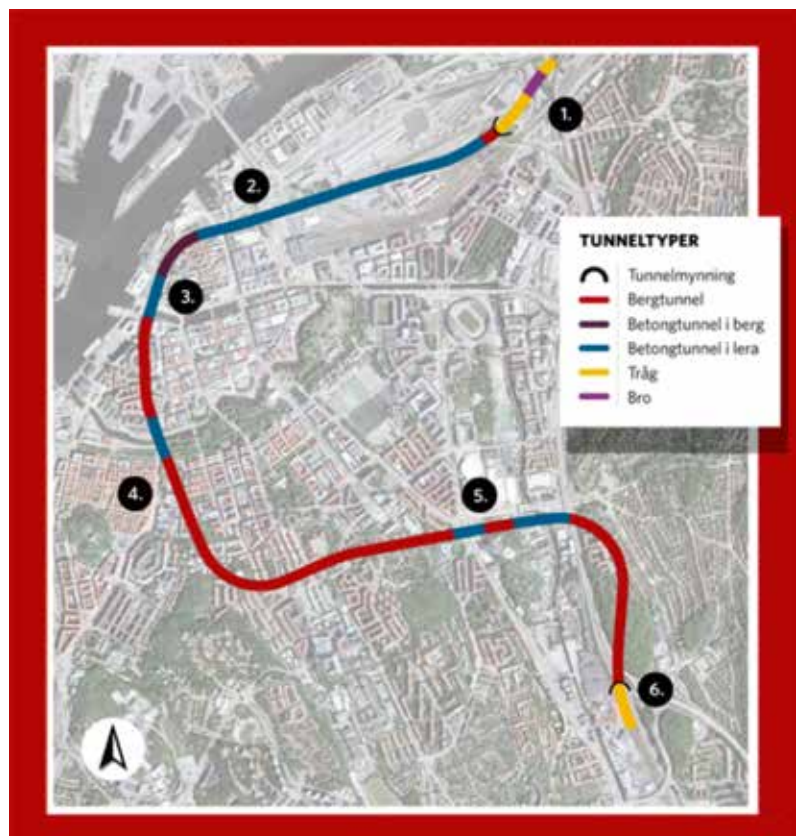 1.
2.
3.
TUNNELTYPER
Tunnelmynning
Bergtunnel
Betongtunnel i berg
Betongtunnel i lera
Tråg
Bro
4.
5.
6.